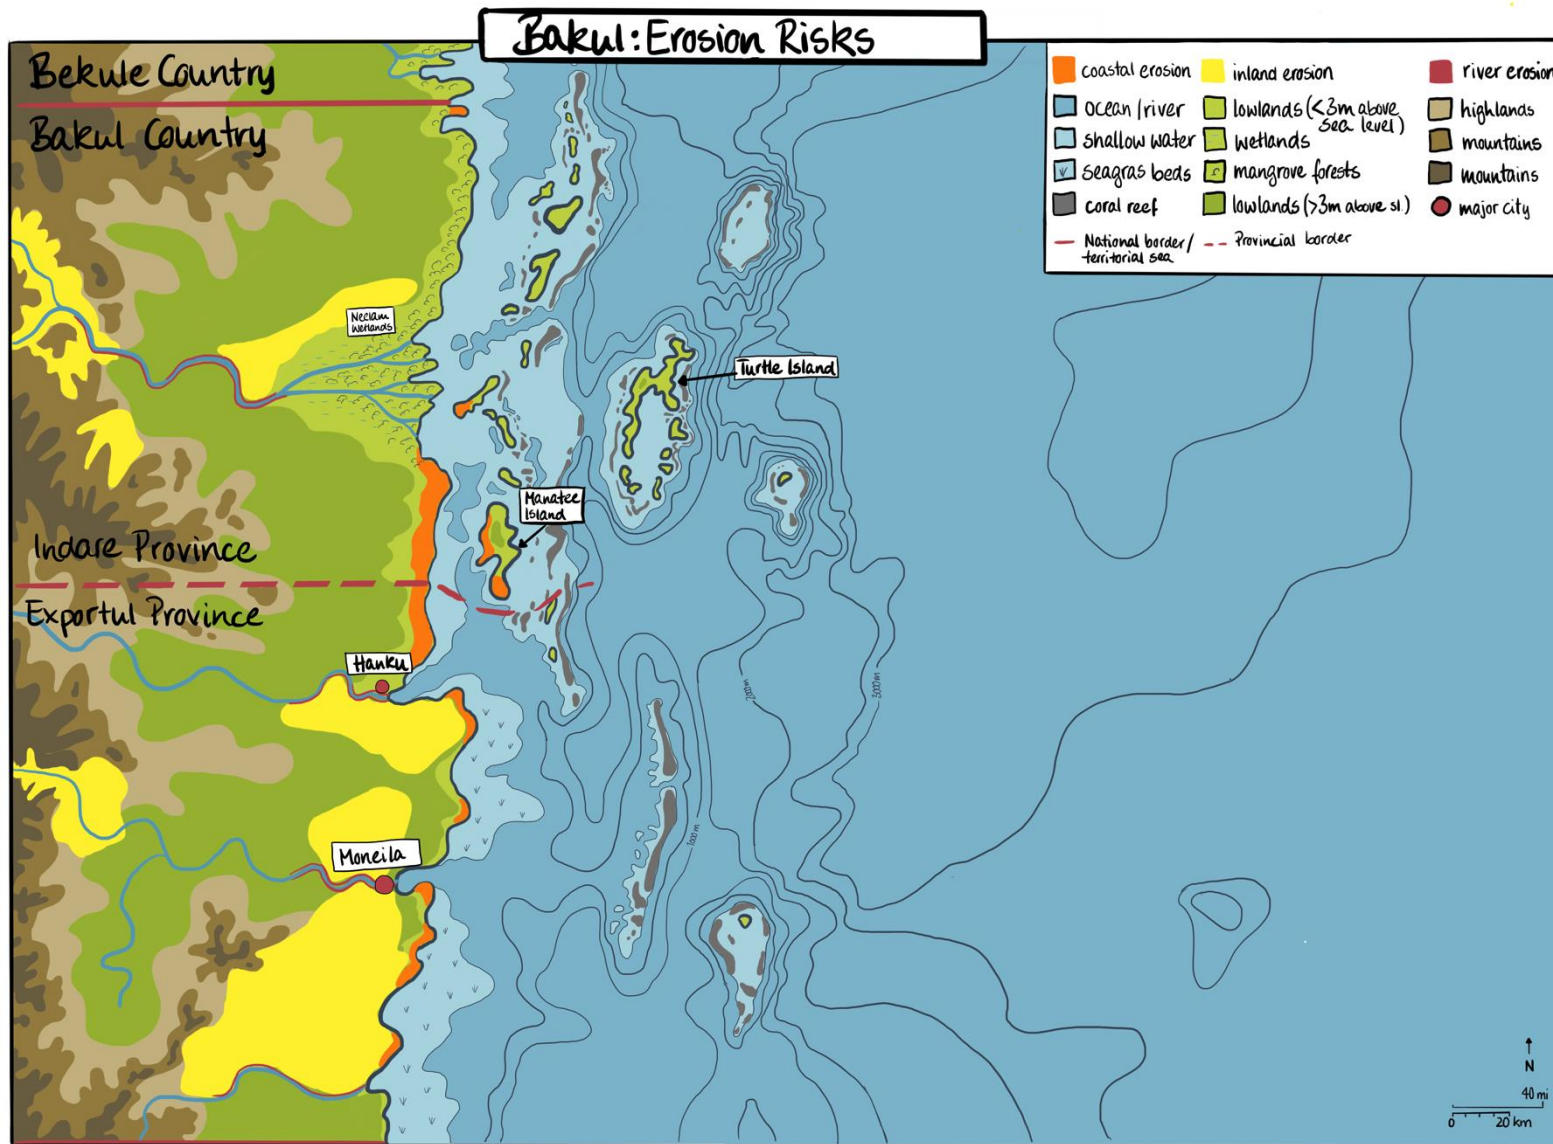 Bakul: Erosion Risks
Bekule Country
Bakul Country
coastal erosion
inland erosion
river erosion
ocean/river
lowlands (<3m above
sea level)
highlands
shallow water
wetlands
mountains
seagras beds
mangrove forests
mountains
coral reef
lowlands (>3m above sl.)
major city
National border/
territorial sea
Provincial border
Neclam
Wetlands
Turtle Island
Manatee
Island
Indare Province
Exportul Province
Hanku
2000m
3000m
1000m
Moneila
N
40 mi
0 20 km